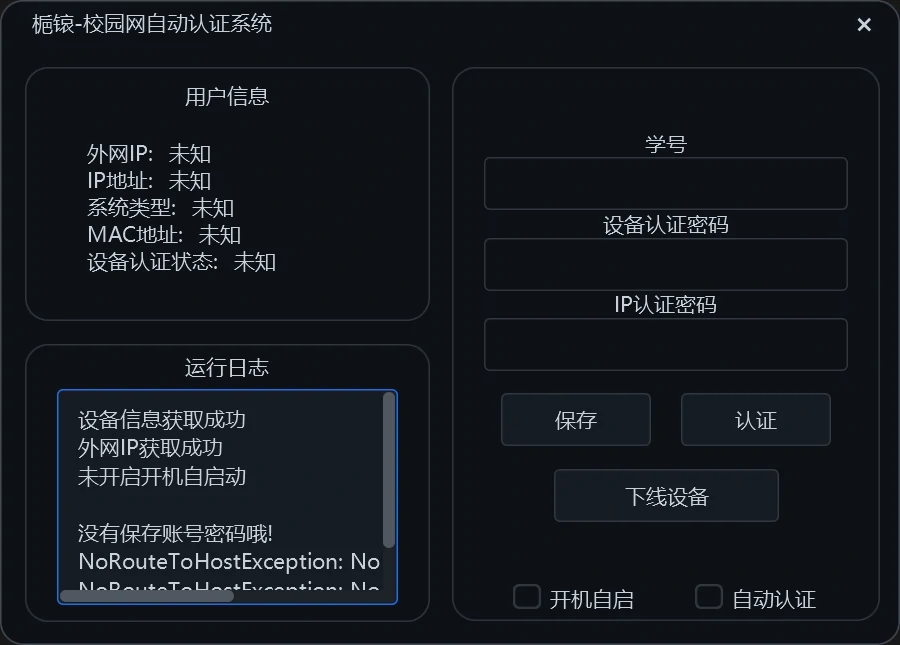 栀辕-校园网自动认证系统
用户信息
外网IP: 未知
IP地址: 未知
系统类型: 未知
MAC地址: 未知
设备认证状态: 未知
运行日志
设备信息获取成功
外网IP获取成功
未开启开机自启动
没有保存账号密码哦!
NoRouteToHostException: No
NoRouteToHostException: No
学号
设备认证密码
IP认证密码
保存 认证
下线设备
开机自启 自动认证